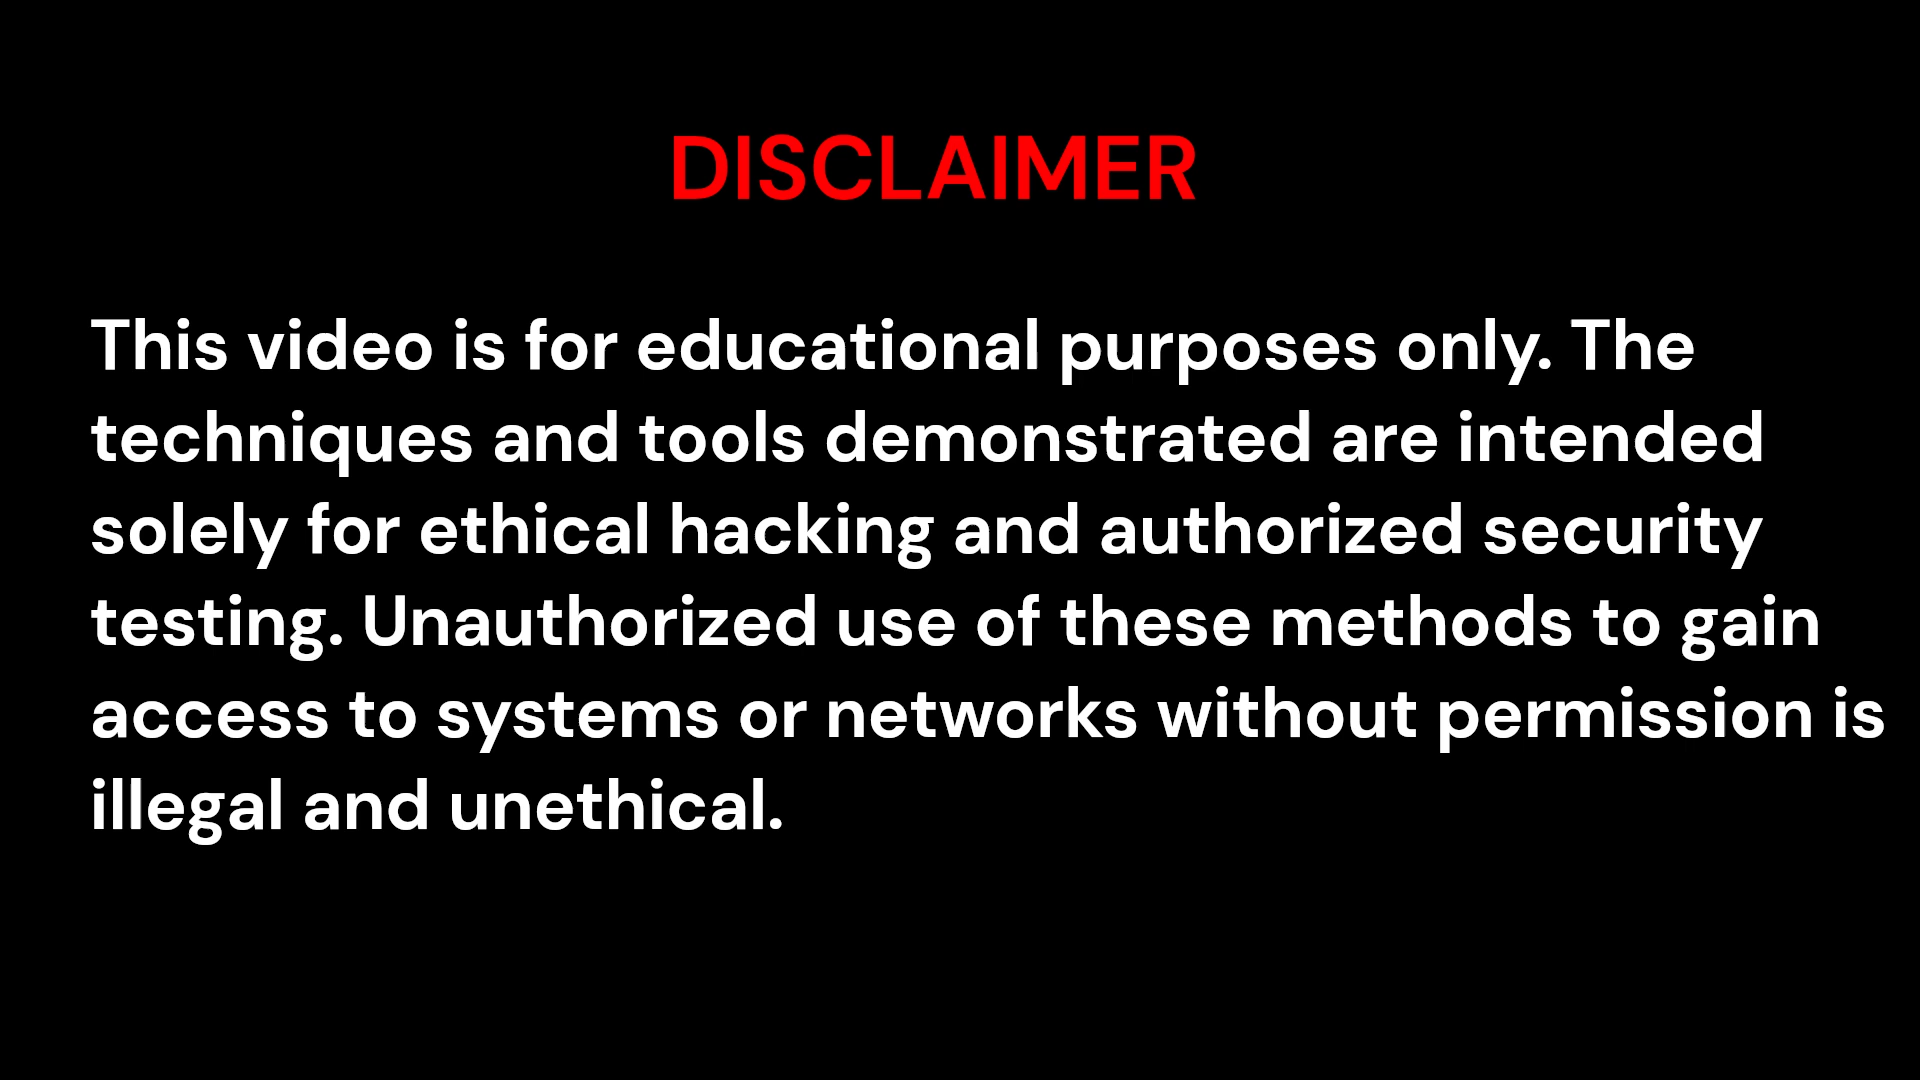 DISCLAIMER
This video is for educational purposes only. The
techniques and tools demonstrated are intended
solely for ethical hacking and authorized security
testing. Unauthorized use of these methods to gain
access to systems or networks without permission is
illegal and unethical.